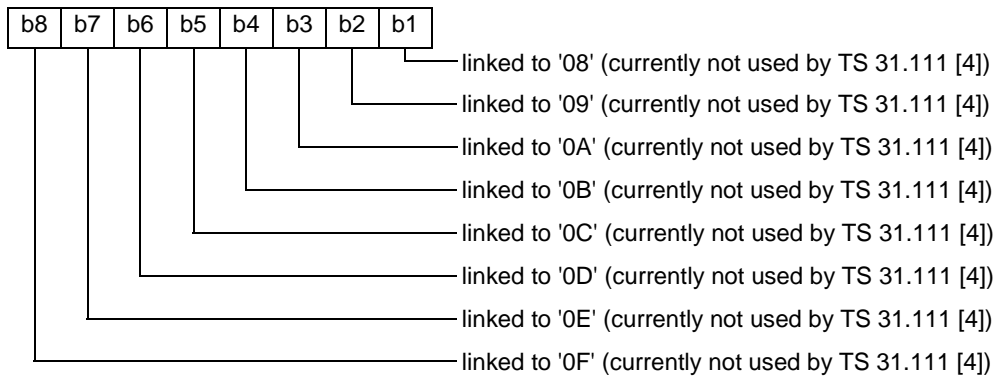 b8 b7 b6 b5 b4 b3 b2 b1
linked to '08' (currently not used by TS 31.111 [4])
linked to '09' (currently not used by TS 31.111 [4])
linked to '0A' (currently not used by TS 31.111 [4])
linked to '0B' (currently not used by TS 31.111 [4])
linked to '0C' (currently not used by TS 31.111 [4])
linked to '0D' (currently not used by TS 31.111 [4])
linked to '0E' (currently not used by TS 31.111 [4])
linked to '0F' (currently not used by TS 31.111 [4])